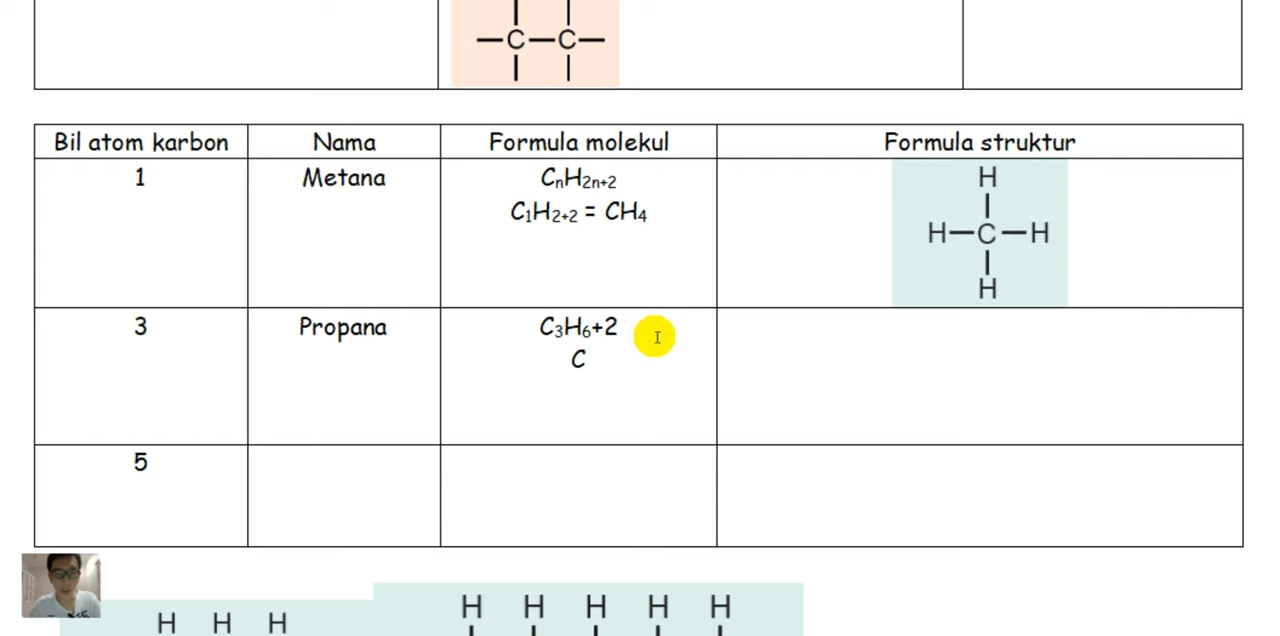 —C—C—
Bil atom karbon Nama Formula molekul Formula struktur
1 Metana CₙH₂ₙ₊₂
C₁H₂₊₂ = CH₄
H
H—C—H
H
3 Propana C₃H₆+2
C
5
H H H
H H H H H